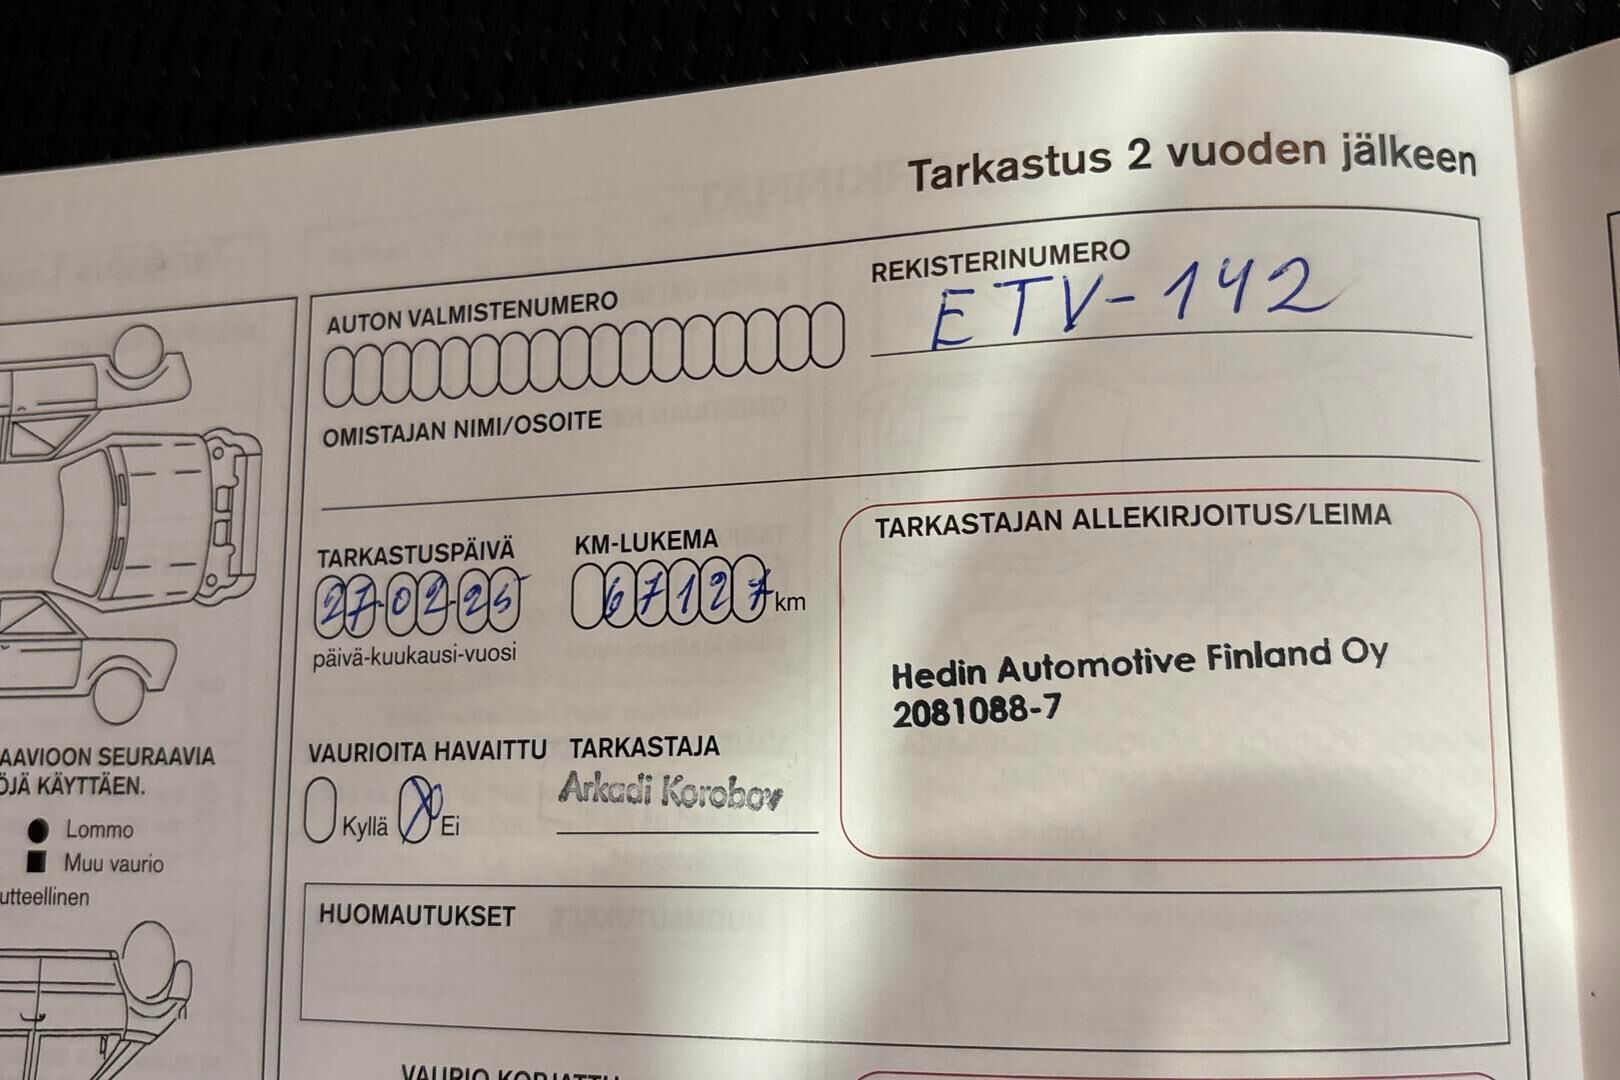 Tarkastus 2 vuoden jälkeen
AUTON VALMISTENUMERO
REKISTERINUMERO
ETV-142
OMISTAJAN NIMI/OSOITE
TARKASTUSPÄIVÄ
27-02-25
päivä-kuukausi-vuosi
KM-LUKEMA
67127 km
TARKASTAJAN ALLEKIRJOITUS/LEIMA
Hedin Automotive Finland Oy
2081088-7
VAURIOITA HAVAITTU
Kyllä X Ei
TARKASTAJA
Arkadi Korobov
AAVIOON SEURAAVIA
ÖJÄ KÄYTTÄEN.
Lommo
Muu vaurio
utteellinen
HUOMAUTUKSET
VAURIO KORJATTU